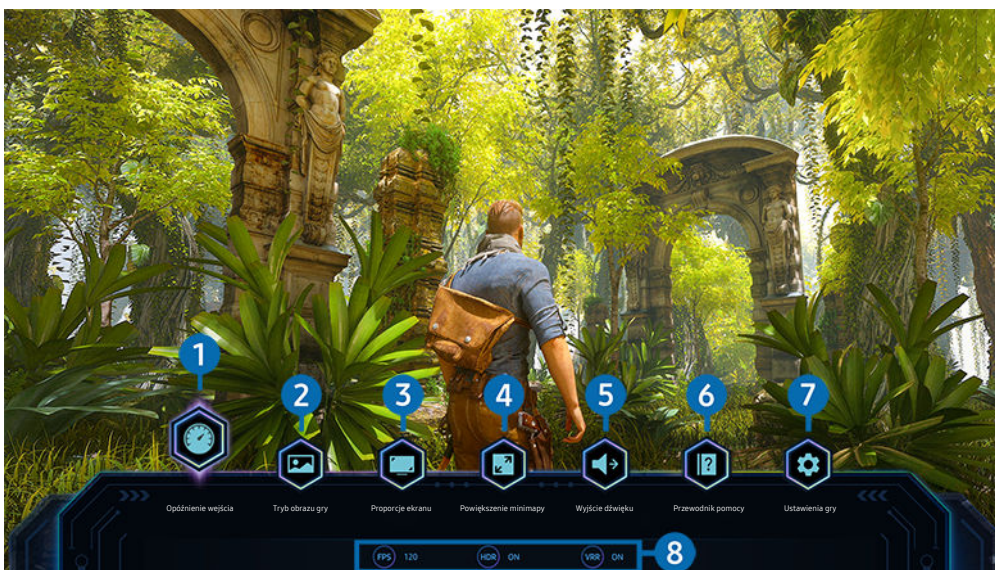 1
2
3
4
5
6
7
?
Opóźnienie wejścia
Tryb obrazu gry
Proporcje ekranu
Powiększenie minimapy
Wyjście dźwięku
Przewodnik pomocy
Ustawienia gry
FPS 120
HDR ON
VRR ON
8